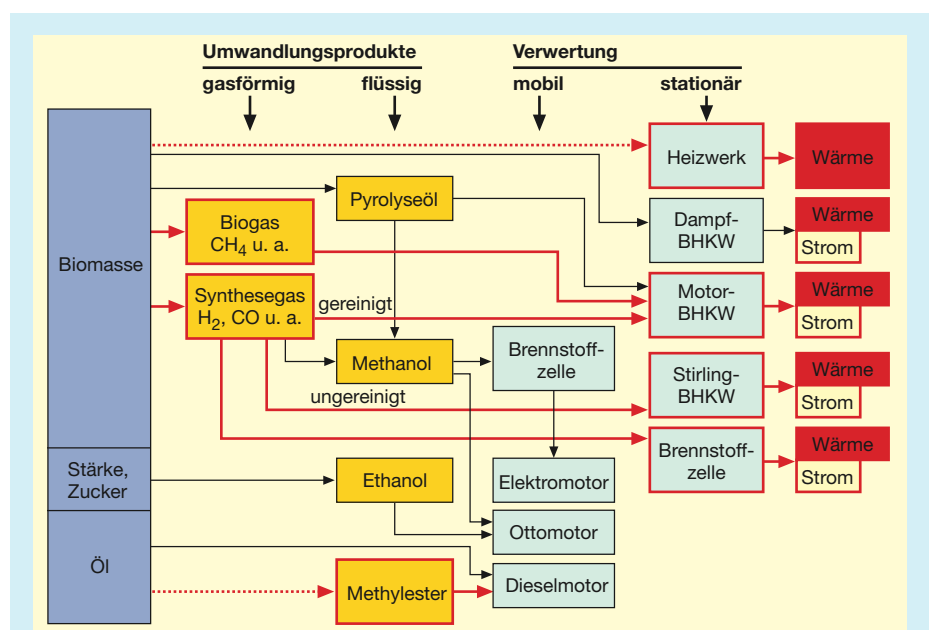 Umwandlungsprodukte
Verwertung
gasförmig
flüssig
mobil
stationär
Biomasse
Stärke,
Zucker
Öl
Biogas
CH₄ u. a.
Synthesegas
H₂, CO u. a.
gereinigt
ungereinigt
Pyrolyseöl
Methanol
Ethanol
Methylester
Brennstoff-
zelle
Elektromotor
Ottomotor
Dieselmotor
Heizwerk
Wärme
Dampf-
BHKW
Wärme
Strom
Motor-
BHKW
Wärme
Strom
Stirling-
BHKW
Wärme
Strom
Brennstoff-
zelle
Wärme
Strom